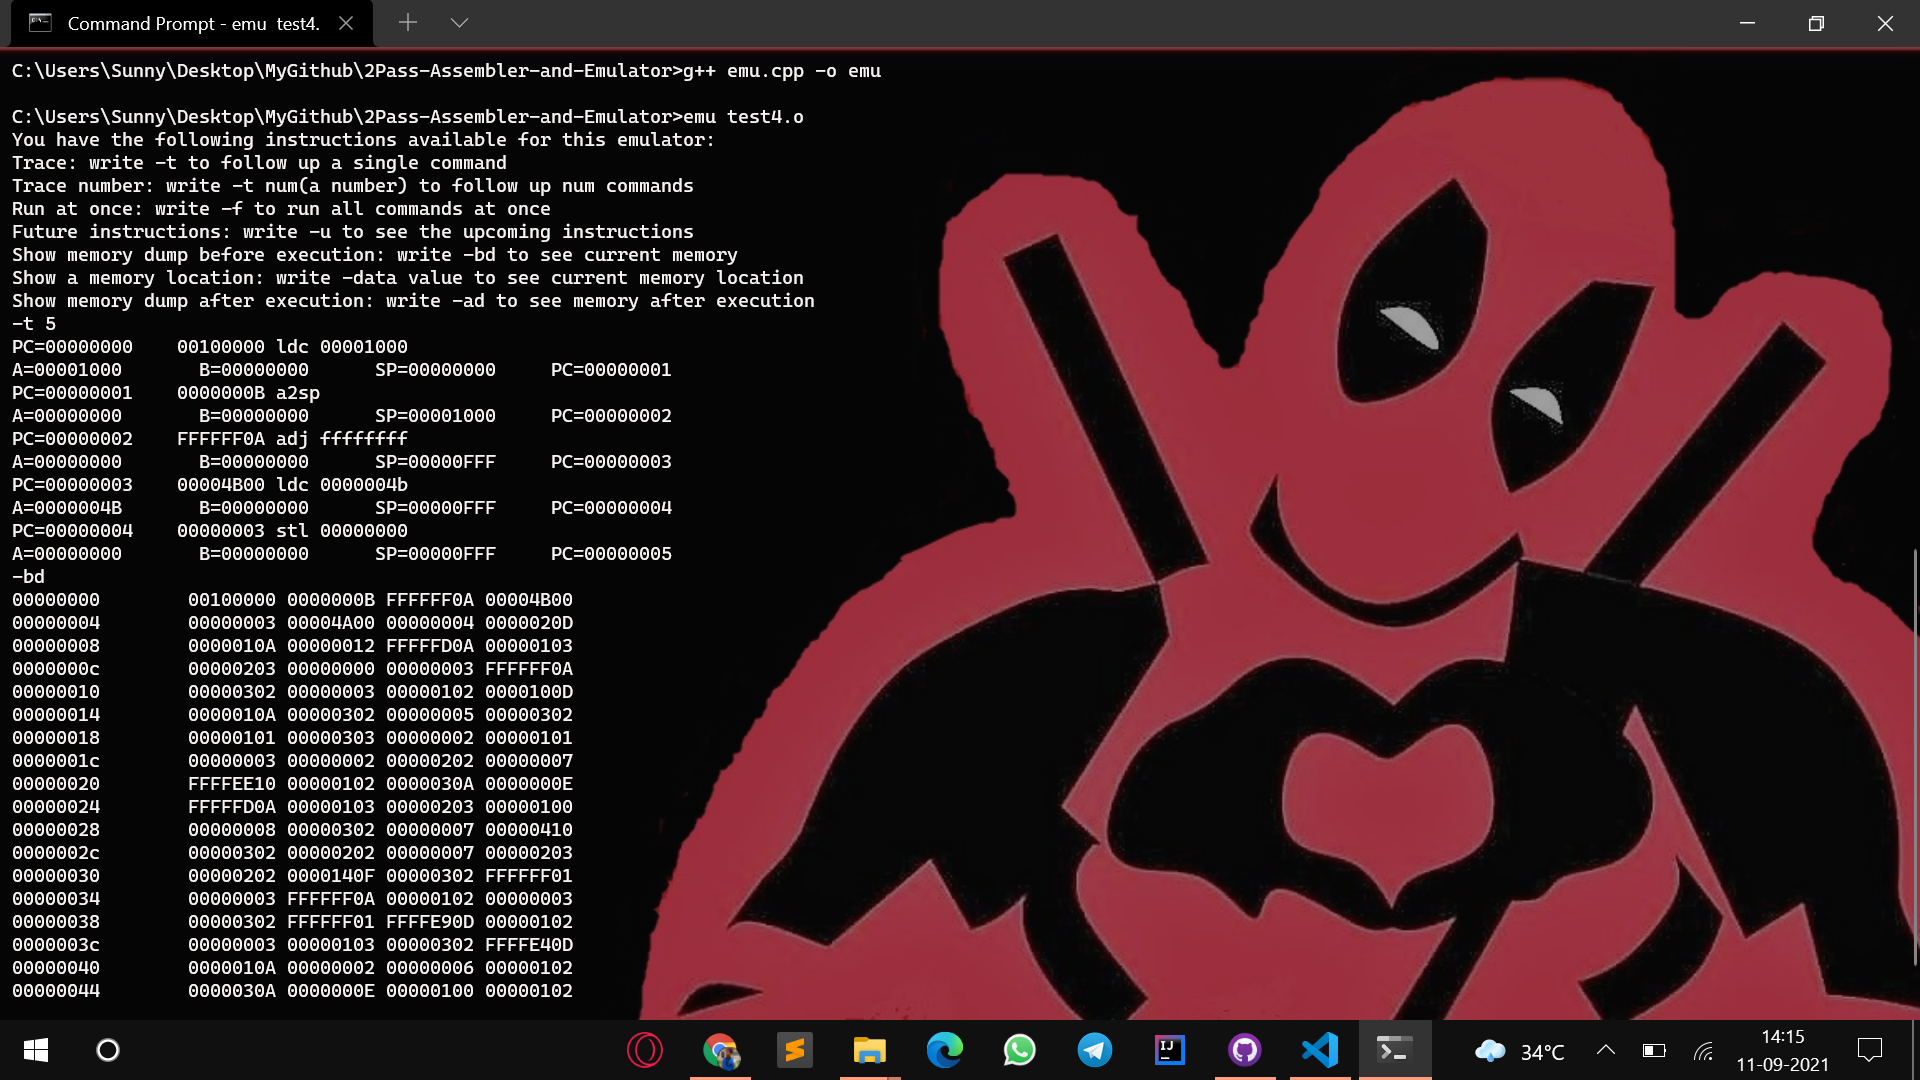 Command Prompt - emu  test4.
C:\Users\Sunny\Desktop\MyGithub\2Pass-Assembler-and-Emulator>g++ emu.cpp -o emu
C:\Users\Sunny\Desktop\MyGithub\2Pass-Assembler-and-Emulator>emu test4.o
You have the following instructions available for this emulator:
Trace: write -t to follow up a single command
Trace number: write -t num(a number) to follow up num commands
Run at once: write -f to run all commands at once
Future instructions: write -u to see the upcoming instructions
Show memory dump before execution: write -bd to see current memory
Show a memory location: write -data value to see current memory location
Show memory dump after execution: write -ad to see memory after execution
-t 5
PC=00000000    00100000 ldc 00001000
A=00001000       B=00000000      SP=00000000     PC=00000001
PC=00000001    0000000B a2sp
A=00000000       B=00000000      SP=00001000     PC=00000002
PC=00000002    FFFFFF0A adj ffffffff
A=00000000       B=00000000      SP=00000FFF     PC=00000003
PC=00000003    00004B00 ldc 0000004b
A=0000004B       B=00000000      SP=00000FFF     PC=00000004
PC=00000004    00000003 stl 00000000
A=00000000       B=00000000      SP=00000FFF     PC=00000005
-bd
00000000        00100000 0000000B FFFFFF0A 00004B00
00000004        00000003 00004A00 00000004 0000020D
00000008        0000010A 00000012 FFFFFD0A 00000103
0000000c        00000203 00000000 00000003 FFFFFF0A
00000010        00000302 00000003 00000102 0000100D
00000014        0000010A 00000302 00000005 00000302
00000018        00000101 00000303 00000002 00000101
0000001c        00000003 00000002 00000202 00000007
00000020        FFFFEE10 00000102 0000030A 0000000E
00000024        FFFFFD0A 00000103 00000203 00000100
00000028        00000008 00000302 00000007 00000410
0000002c        00000302 00000202 00000007 00000203
00000030        00000202 0000140F 00000302 FFFFFF01
00000034        00000003 FFFFFF0A 00000102 00000003
00000038        00000302 FFFFFF01 FFFFE90D 00000102
0000003c        00000003 00000103 00000302 FFFFE40D
00000040        0000010A 00000002 00000006 00000102
00000044        0000030A 0000000E 00000100 00000102
IJ
34°C
14:15
11-09-2021